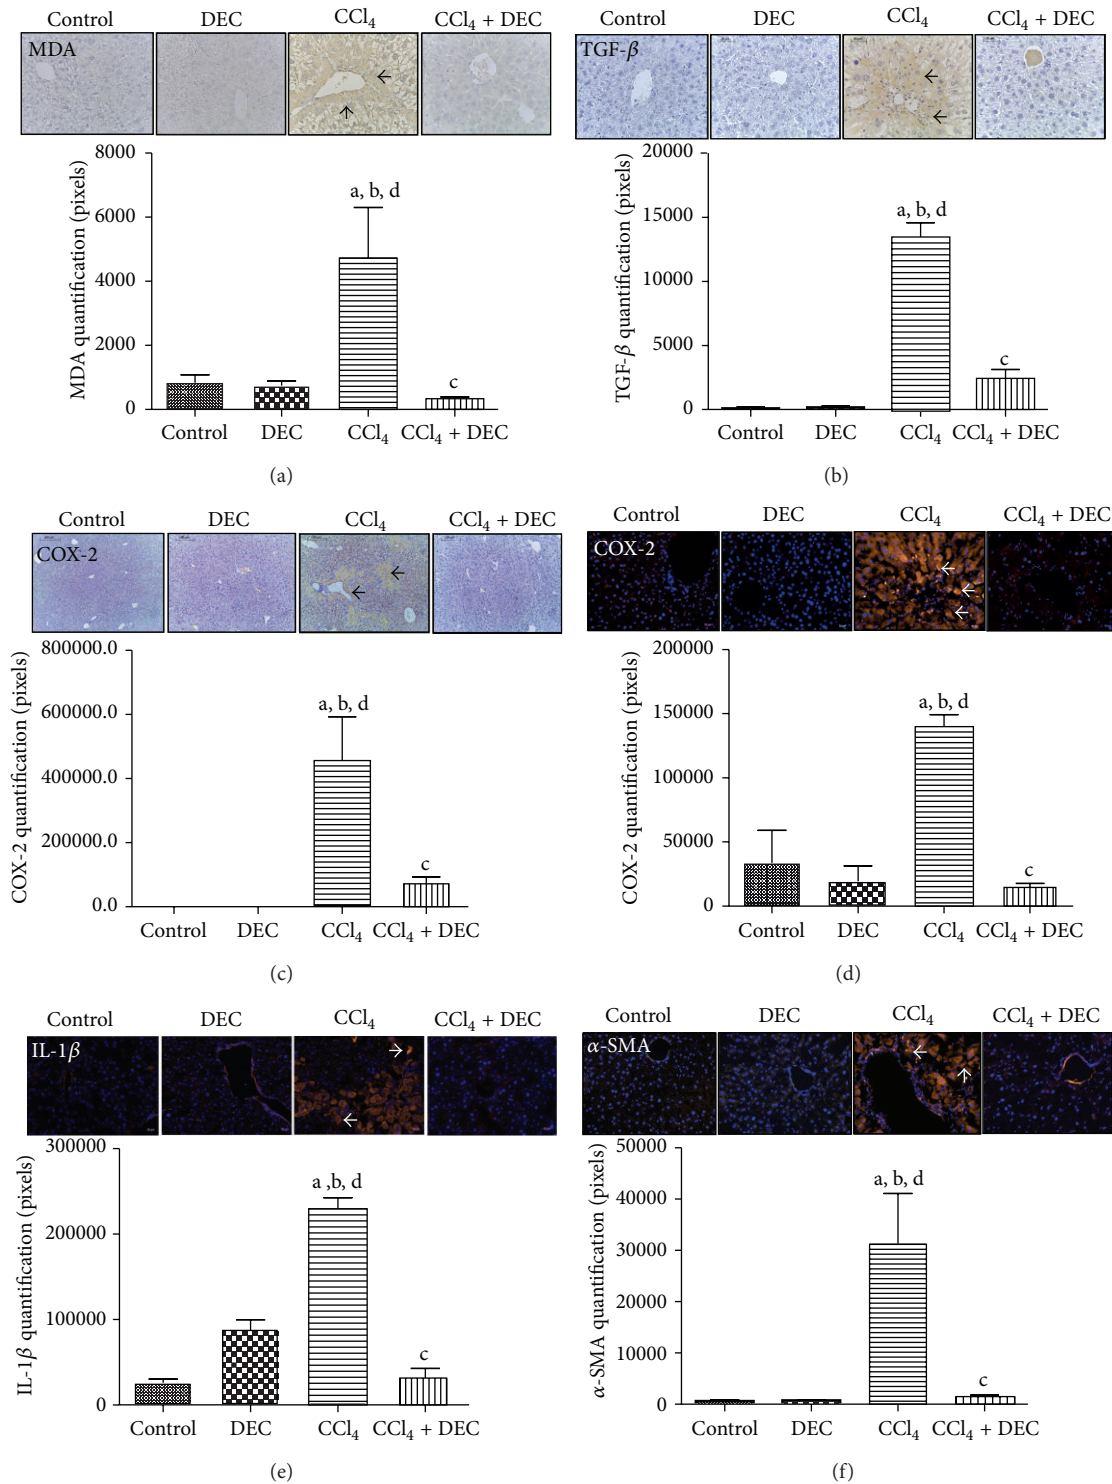 Control DEC CCl₄ CCl₄ + DEC
MDA
MDA quantification (pixels)
8000
6000
4000
2000
0
a, b, d
c
Control DEC CCl₄ CCl₄ + DEC
(a)
Control DEC CCl₄ CCl₄ + DEC
TGF-β
TGF-β quantification (pixels)
20000
15000
10000
5000
0
a, b, d
c
Control DEC CCl₄ CCl₄ + DEC
(b)
Control DEC CCl₄ CCl₄ + DEC
COX-2
COX-2 quantification (pixels)
800000.0
600000.0
400000.0
200000.0
0.0
a, b, d
c
Control DEC CCl₄ CCl₄ + DEC
(c)
Control DEC CCl₄ CCl₄ + DEC
COX-2
COX-2 quantification (pixels)
200000
150000
100000
50000
0
a, b, d
c
Control DEC CCl₄ CCl₄ + DEC
(d)
Control DEC CCl₄ CCl₄ + DEC
IL-1β
IL-1β quantification (pixels)
300000
200000
100000
0
a ,b, d
c
Control DEC CCl₄ CCl₄ + DEC
(e)
Control DEC CCl₄ CCl₄ + DEC
α-SMA
α-SMA quantification (pixels)
50000
40000
30000
20000
10000
0
a, b, d
c
Control DEC CCl₄ CCl₄ + DEC
(f)